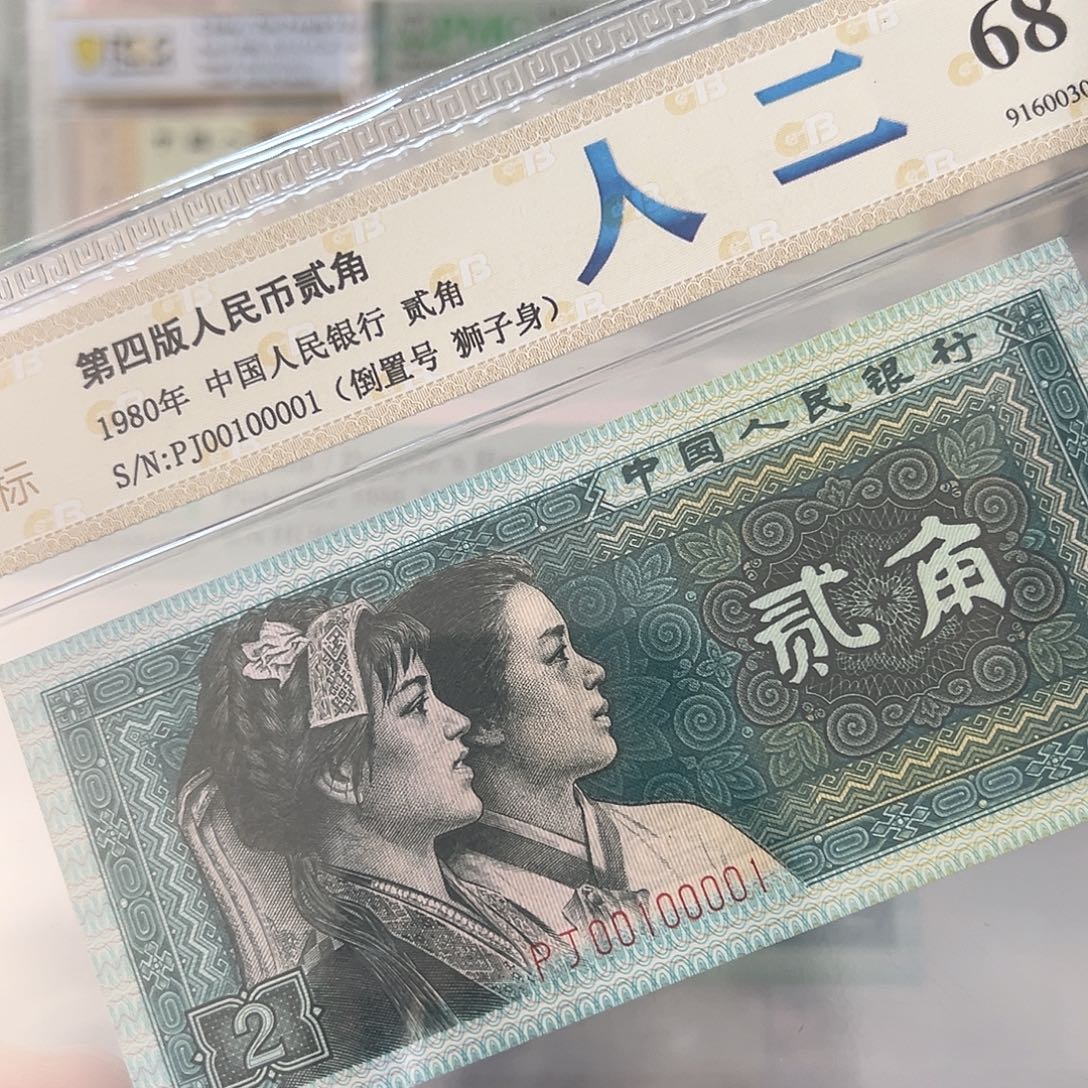 68
人二
9160030
第四版人民币贰角
1980年 中国人民银行 贰角
S/N:PJ00100001（倒置号 狮子身）
标
中国人民银行
贰角
PJ00100001
2